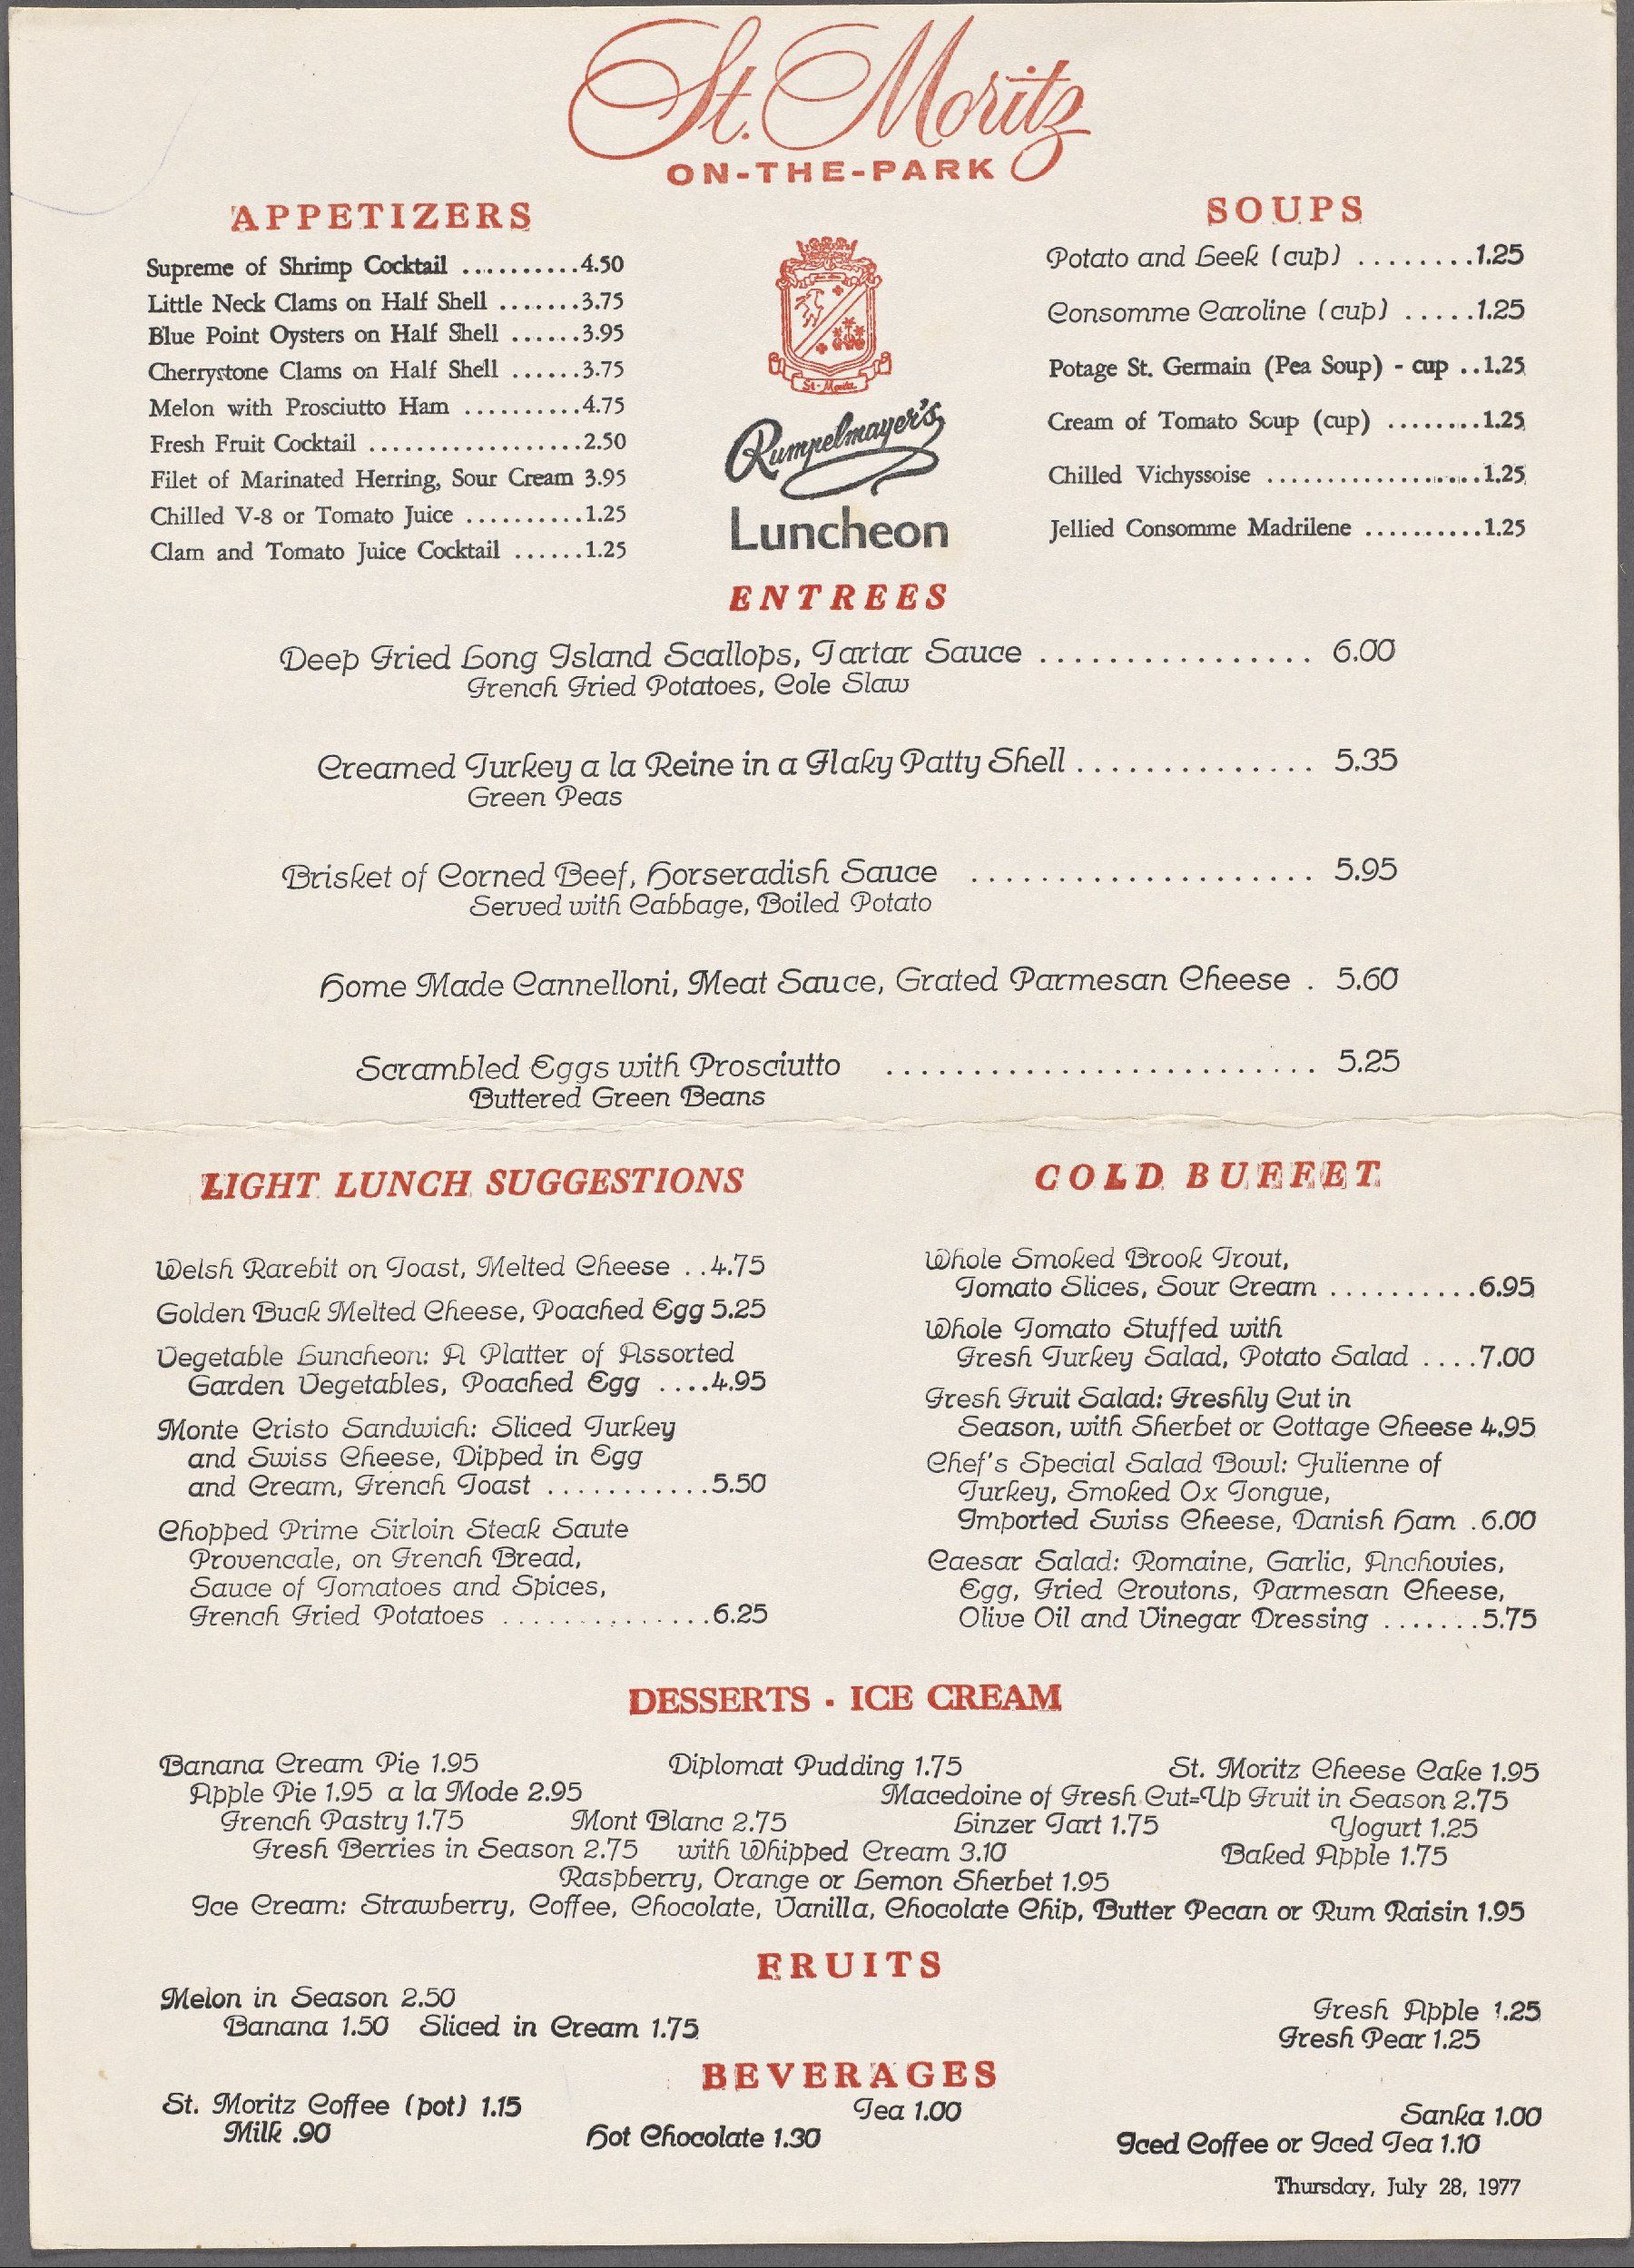 St. Moritz
ON-THE-PARK
APPETIZERS
Supreme of Shrimp Cocktail ..........4.50
Little Neck Clams on Half Shell .......3.75
Blue Point Oysters on Half Shell ......3.95
Cherrystone Clams on Half Shell ......3.75
Melon with Prosciutto Ham ..........4.75
Fresh Fruit Cocktail ..................2.50
Filet of Marinated Herring, Sour Cream 3.95
Chilled V-8 or Tomato Juice ..........1.25
Clam and Tomato Juice Cocktail ......1.25
St-Moritz.
Rumpelmayer's
Luncheon
SOUPS
Potato and Leek (cup) ........1.25
Consomme Caroline (cup) .....1.25
Potage St. Germain (Pea Soup) - cup ..1.25
Cream of Tomato Soup (cup) ........1.25
Chilled Vichyssoise ...................1.25
Jellied Consomme Madrilene ..........1.25
ENTREES
Deep Fried Long Island Scallops, Tartar Sauce ................ 6.00
French Fried Potatoes, Cole Slaw
Creamed Turkey a la Reine in a Flaky Patty Shell .............. 5.35
Green Peas
Brisket of Corned Beef, Horseradish Sauce .................... 5.95
Served with Cabbage, Boiled Potato
Home Made Cannelloni, Meat Sauce, Grated Parmesan Cheese . 5.60
Scrambled Eggs with Prosciutto ......................... 5.25
Buttered Green Beans
LIGHT LUNCH SUGGESTIONS
Welsh Rarebit on Toast, Melted Cheese ..4.75
Golden Buck Melted Cheese, Poached Egg 5.25
Vegetable Luncheon: A Platter of Assorted
Garden Vegetables, Poached Egg ....4.95
Monte Cristo Sandwich: Sliced Turkey
and Swiss Cheese, Dipped in Egg
and Cream, French Toast ...........5.50
Chopped Prime Sirloin Steak Saute
Provencale, on French Bread,
Sauce of Tomatoes and Spices,
French Fried Potatoes ..............6.25
COLD BUFFET
Whole Smoked Brook Trout,
Tomato Slices, Sour Cream ..........6.95
Whole Tomato Stuffed with
Fresh Turkey Salad, Potato Salad ....7.00
Fresh Fruit Salad: Freshly Cut in
Season, with Sherbet or Cottage Cheese 4.95
Chef's Special Salad Bowl: Julienne of
Turkey, Smoked Ox Tongue,
Imported Swiss Cheese, Danish Ham .6.00
Caesar Salad: Romaine, Garlic, Anchovies,
Egg, Fried Croutons, Parmesan Cheese,
Olive Oil and Vinegar Dressing .......5.75
DESSERTS - ICE CREAM
Banana Cream Pie 1.95 Diplomat Pudding 1.75 St. Moritz Cheese Cake 1.95
Apple Pie 1.95 a la Mode 2.95 Macedoine of Fresh Cut=Up Fruit in Season 2.75
French Pastry 1.75 Mont Blanc 2.75 Linzer Tart 1.75 Yogurt 1.25
Fresh Berries in Season 2.75 with Whipped Cream 3.10 Baked Apple 1.75
Raspberry, Orange or Lemon Sherbet 1.95
Ice Cream: Strawberry, Coffee, Chocolate, Vanilla, Chocolate Chip, Butter Pecan or Rum Raisin 1.95
FRUITS
Melon in Season 2.50 Fresh Apple 1.25
Banana 1.50 Sliced in Cream 1.75 Fresh Pear 1.25
BEVERAGES
St. Moritz Coffee (pot) 1.15 Tea 1.00 Sanka 1.00
Milk .90 Hot Chocolate 1.30 Iced Coffee or Iced Tea 1.10
Thursday, July 28, 1977